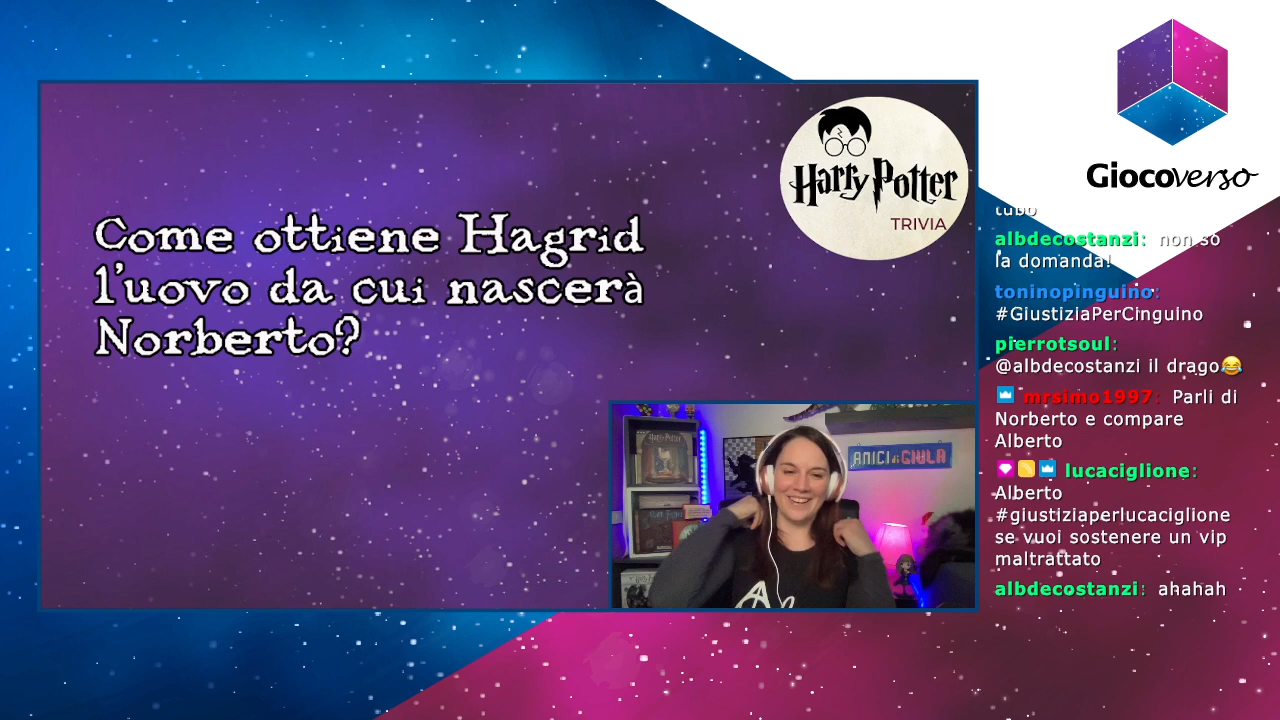 Come ottiene Hagrid
l'uovo da cui nascerà
Norberto?
Harry Potter
TRIVIA
AMICI di GIULA
Giocoverso
tubo
albdecostanzi: non so
la domanda!
toninopinguino:
#GiustiziaPerCinguino
pierrotsoul:
@albdecostanzi il drago😂
mrsimo1997: Parli di
Norberto e compare
Alberto
lucaciglione:
Alberto
#giustiziaperlucaciglione
se vuoi sostenere un vip
maltrattato
albdecostanzi: ahahah